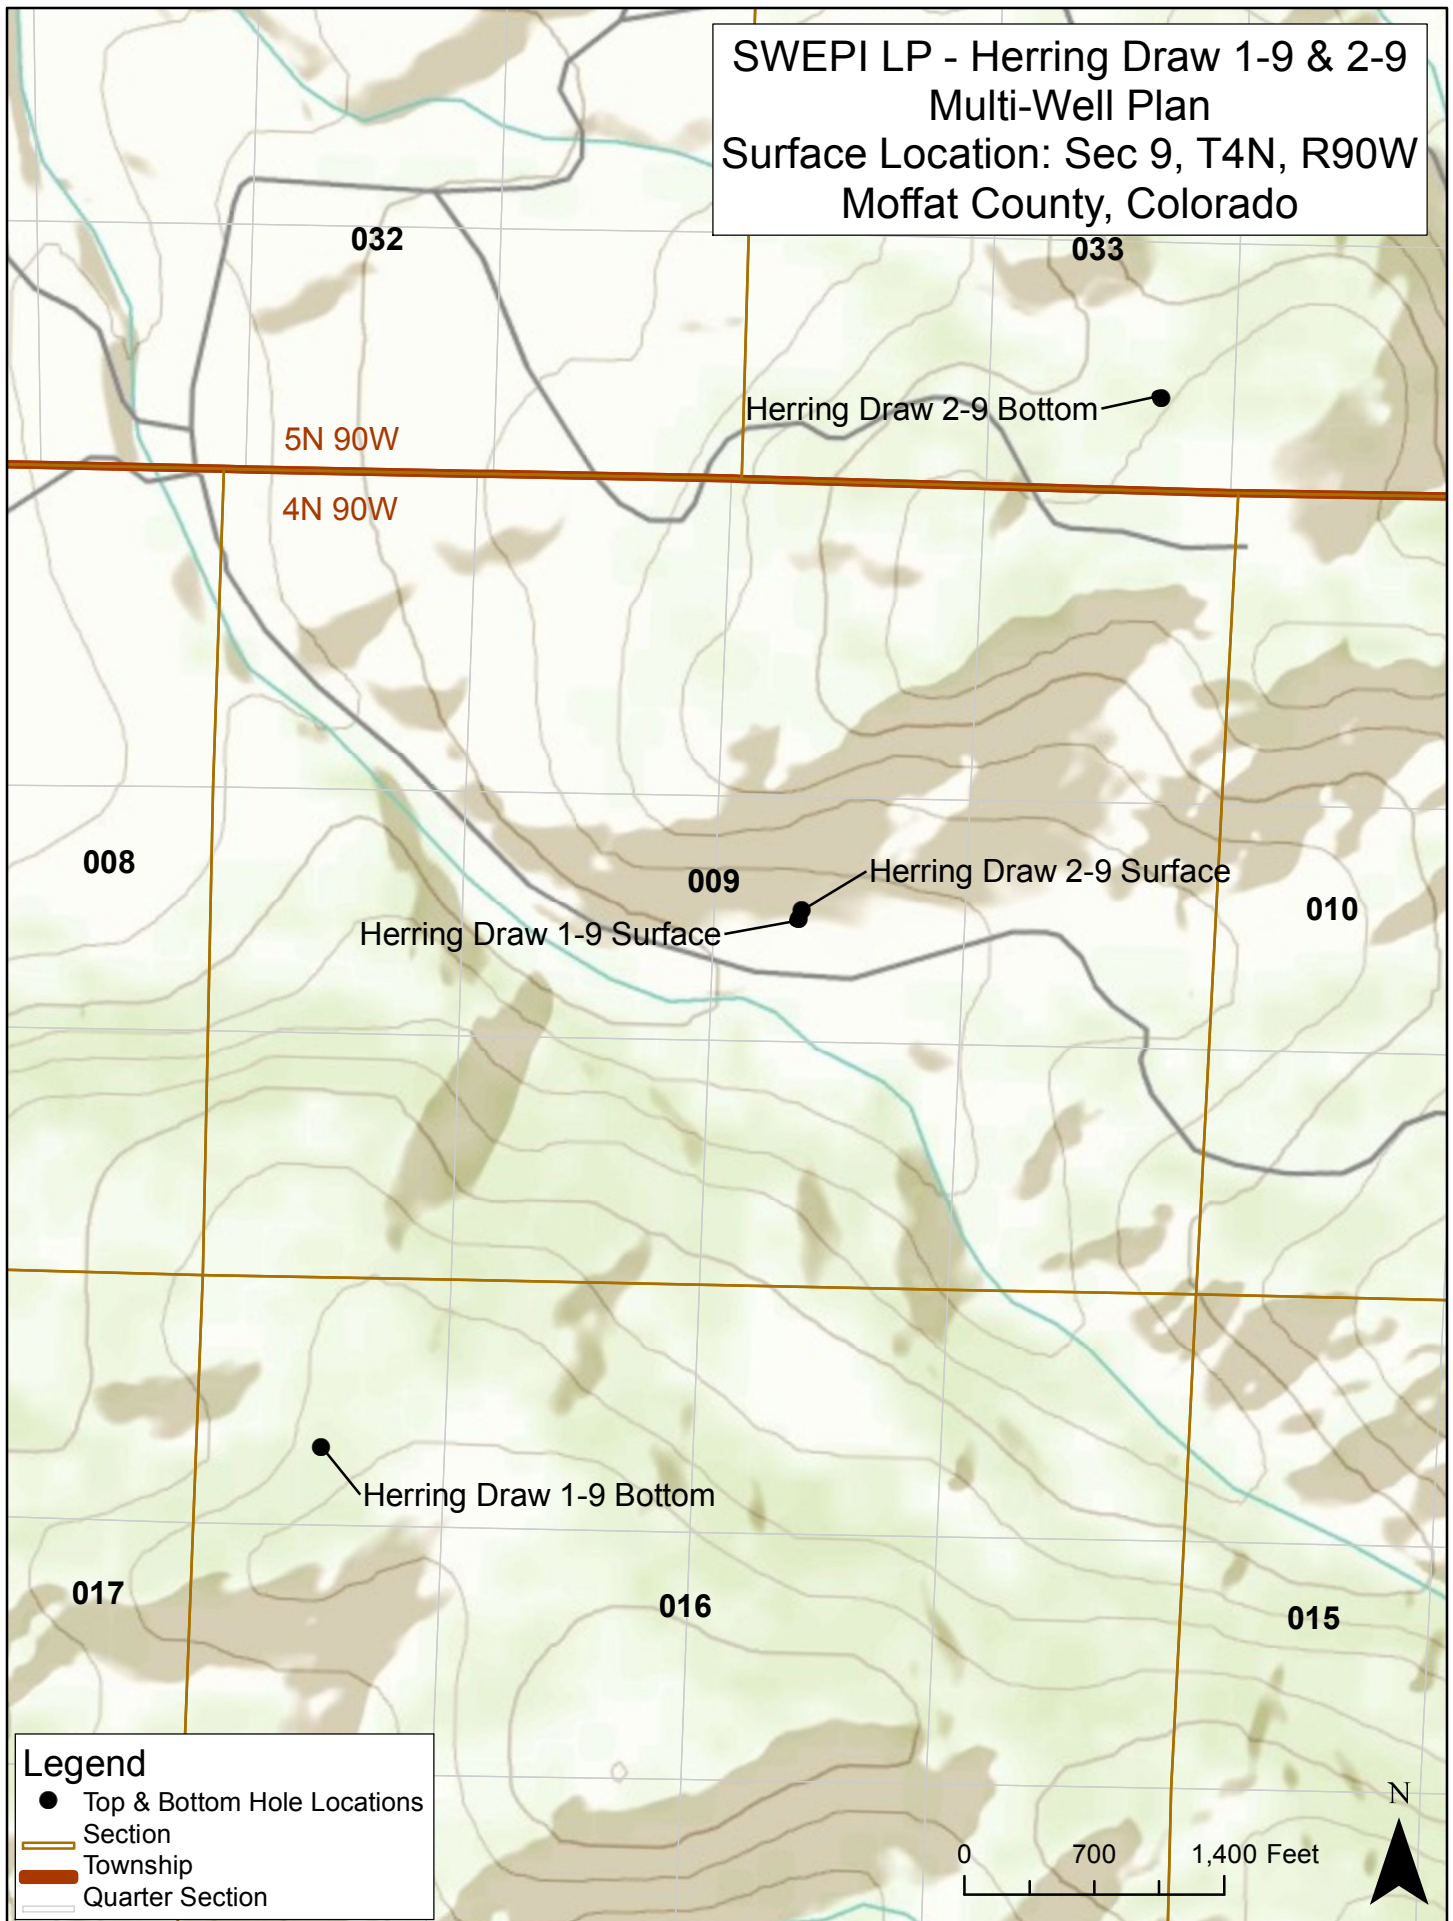 SWEPI LP - Herring Draw 1-9 & 2-9
Multi-Well Plan
Surface Location: Sec 9, T4N, R90W
Moffat County, Colorado
032
033
Herring Draw 2-9 Bottom
5N 90W
4N 90W
008
009
Herring Draw 2-9 Surface
010
Herring Draw 1-9 Surface
Herring Draw 1-9 Bottom
017
016
015
Legend
Top & Bottom Hole Locations
Section
Township
Quarter Section
N
0 700 1,400 Feet